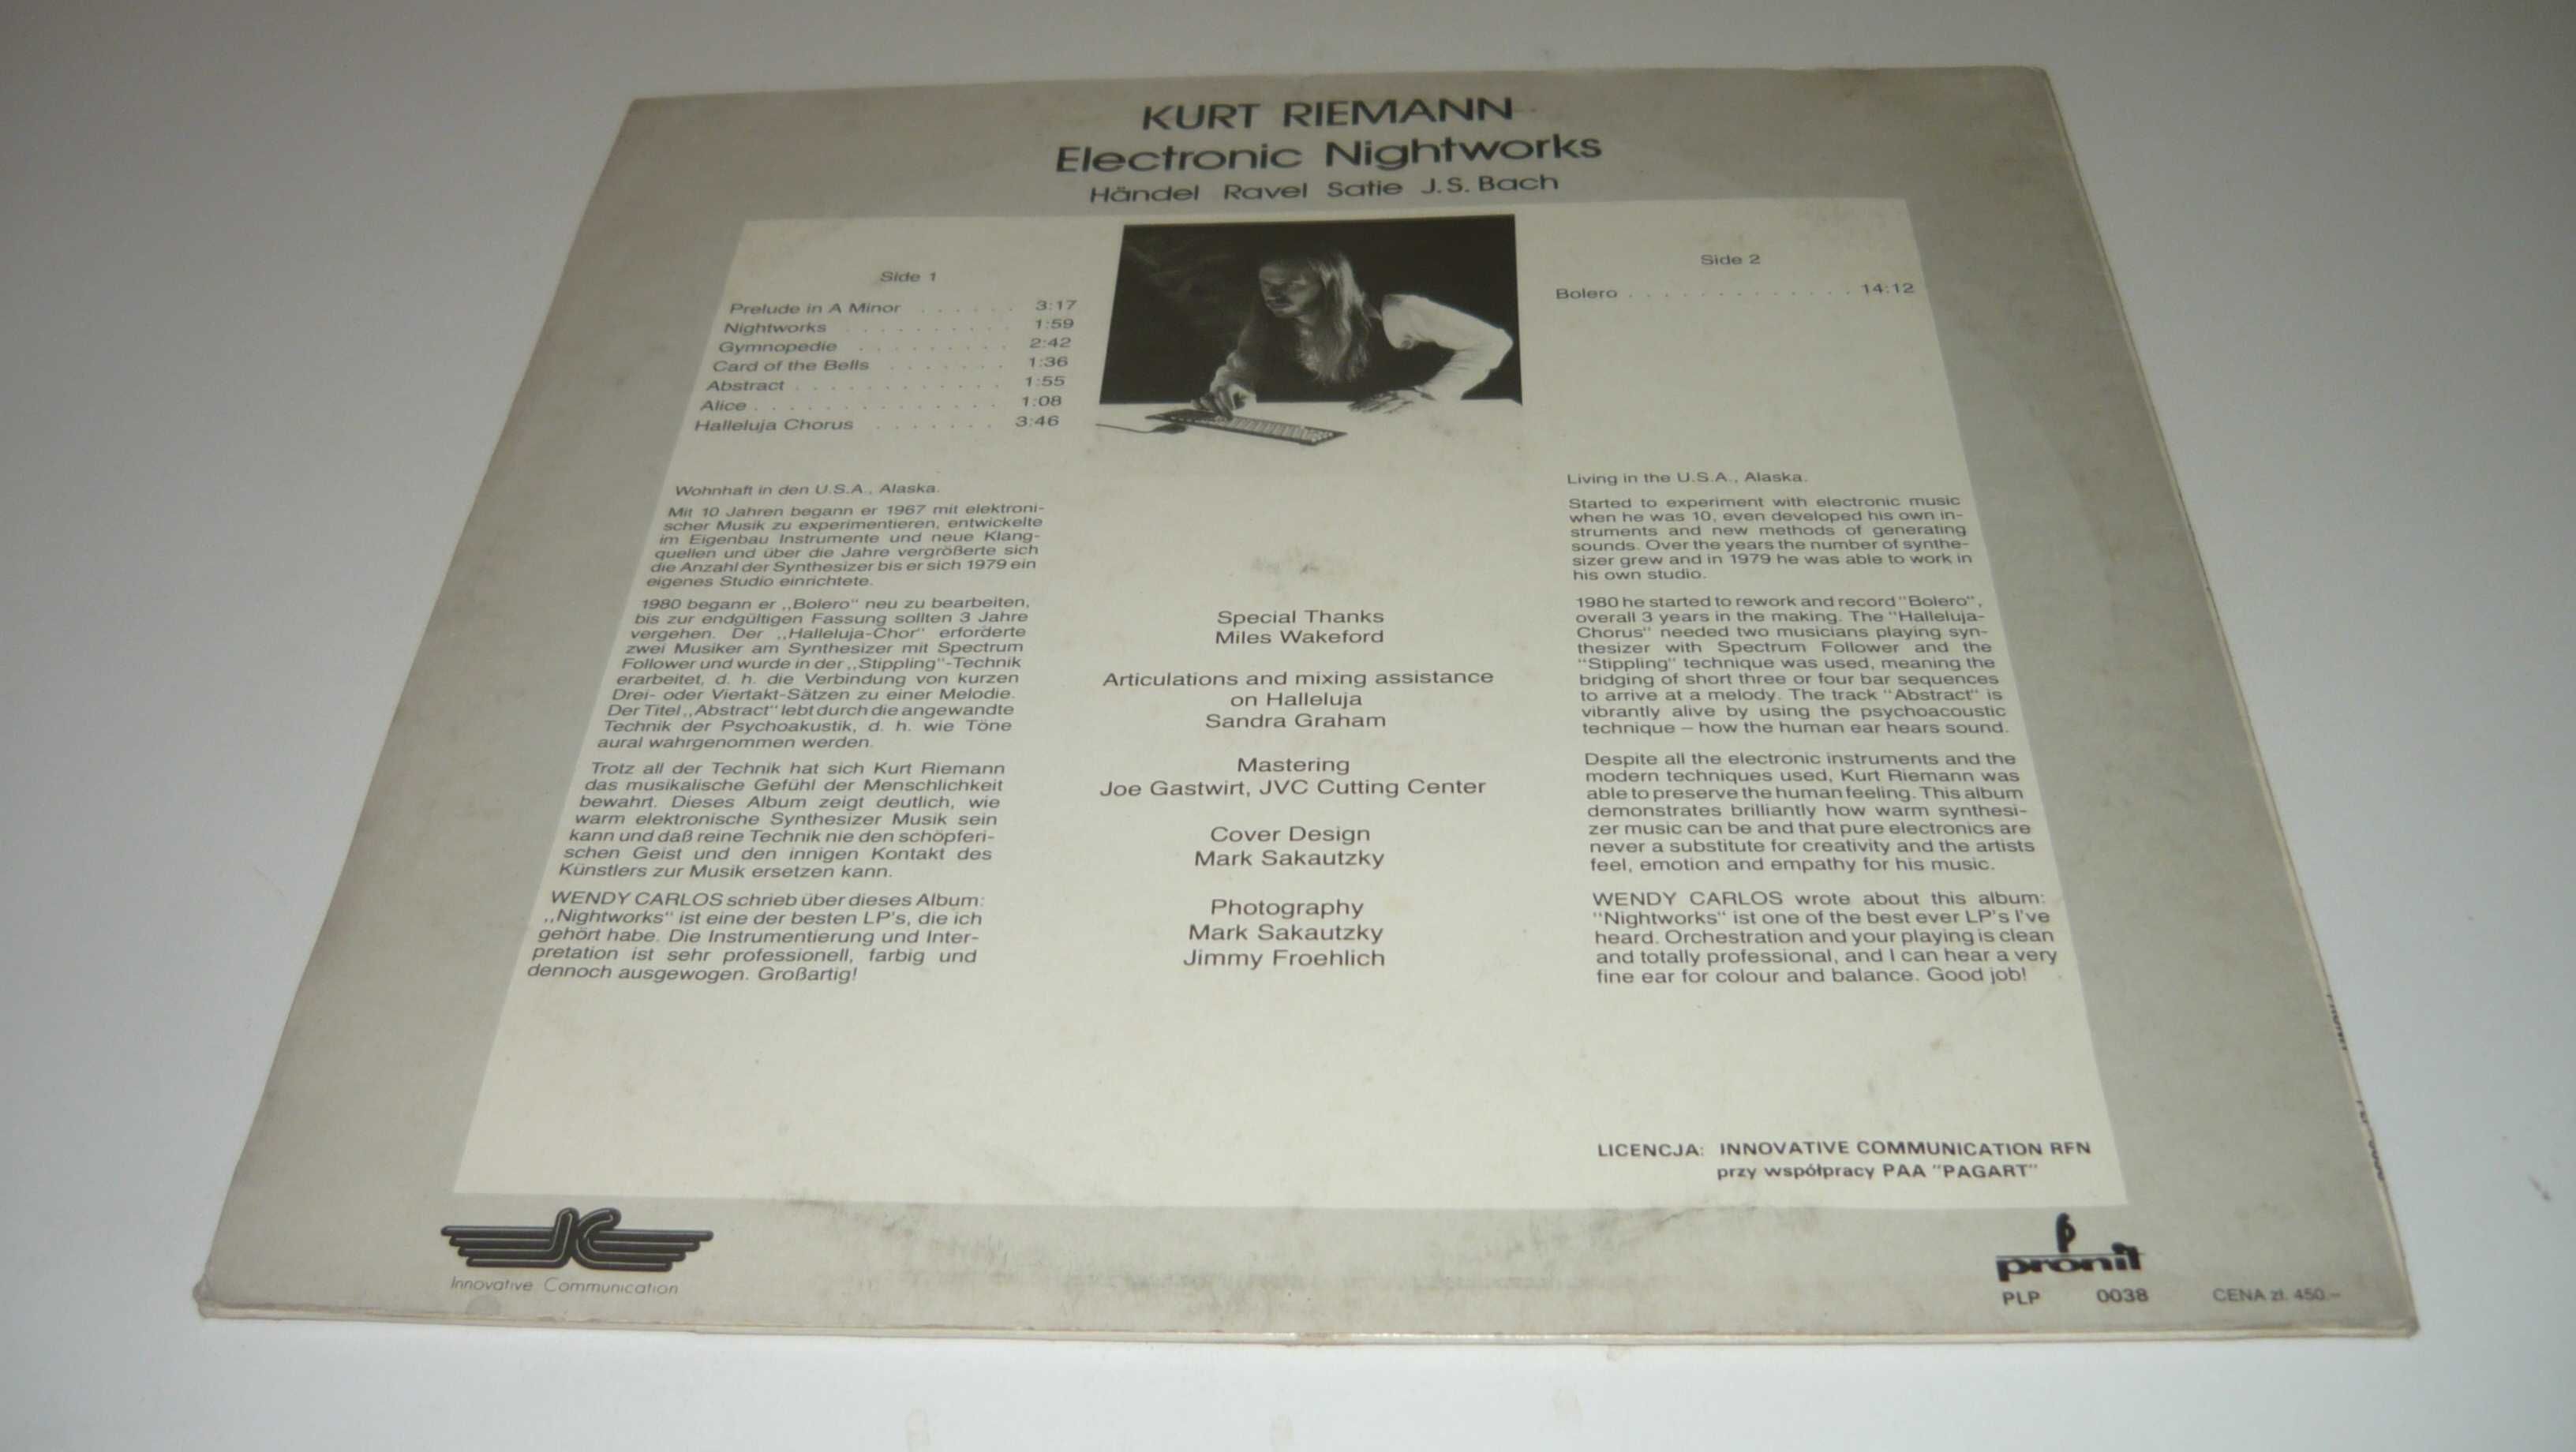 KURT RIEMANN
Electronic Nightworks
Händel Ravel Satie J.S. Bach
Side 1
Prelude in A Minor . . . . . . 3:17
Nightworks . . . . . . . . . . 1:59
Gymnopedie . . . . . . . . . 2:42
Card of the Bells . . . . . . . 1:36
Abstract . . . . . . . . . . . . 1:55
Alice . . . . . . . . . . . . . . 1:08
Halleluja Chorus . . . . . . . 3:46
Side 2
Bolero . . . . . . . . . . . . . 14:12
Wohnhaft in den U.S.A., Alaska.
Mit 10 Jahren begann er 1967 mit elektroni-
scher Musik zu experimentieren, entwickelte
im Eigenbau Instrumente und neue Klang-
quellen und über die Jahre vergrößerte sich
die Anzahl der Synthesizer bis er sich 1979 ein
eigenes Studio einrichtete.
1980 begann er „Bolero“ neu zu bearbeiten,
bis zur endgültigen Fassung sollten 3 Jahre
vergehen. Der „Halleluja-Chor“ erforderte
zwei Musiker am Synthesizer mit Spectrum
Follower und wurde in der „Stippling“-Technik
erarbeitet, d. h. die Verbindung von kurzen
Drei- oder Viertakt-Sätzen zu einer Melodie.
Der Titel „Abstract“ lebt durch die angewandte
Technik der Psychoakustik, d. h. wie Töne
aural wahrgenommen werden.
Trotz all der Technik hat sich Kurt Riemann
das musikalische Gefühl der Menschlichkeit
bewahrt. Dieses Album zeigt deutlich, wie
warm elektronische Synthesizer Musik sein
kann und daß reine Technik nie den schöpferi-
schen Geist und den innigen Kontakt des
Künstlers zur Musik ersetzen kann.
WENDY CARLOS schrieb über dieses Album:
„Nightworks“ ist eine der besten LP's, die ich
gehört habe. Die Instrumentierung und Inter-
pretation ist sehr professionell, farbig und
dennoch ausgewogen. Großartig!
Special Thanks
Miles Wakeford
Articulations and mixing assistance
on Halleluja
Sandra Graham
Mastering
Joe Gastwirt, JVC Cutting Center
Cover Design
Mark Sakautzky
Photography
Mark Sakautzky
Jimmy Froehlich
Living in the U.S.A., Alaska.
Started to experiment with electronic music
when he was 10, even developed his own in-
struments and new methods of generating
sounds. Over the years the number of synthe-
sizer grew and in 1979 he was able to work in
his own studio.
1980 he started to rework and record "Bolero",
overall 3 years in the making. The "Halleluja-
Chorus" needed two musicians playing syn-
thesizer with Spectrum Follower and the
"Stippling" technique was used, meaning the
bridging of short three or four bar sequences
to arrive at a melody. The track "Abstract" is
vibrantly alive by using the psychoacoustic
technique – how the human ear hears sound.
Despite all the electronic instruments and the
modern techniques used, Kurt Riemann was
able to preserve the human feeling. This album
demonstrates brilliantly how warm synthesi-
zer music can be and that pure electronics are
never a substitute for creativity and the artists
feel, emotion and empathy for his music.
WENDY CARLOS wrote about this album:
"Nightworks" ist one of the best ever LP's I've
heard. Orchestration and your playing is clean
and totally professional, and I can hear a very
fine ear for colour and balance. Good job!
LICENCJA: INNOVATIVE COMMUNICATION RFN
przy współpracy PAA "PAGART"
IC
Innovative Communication
pronit
PLP 0038 CENA zł. 450.–